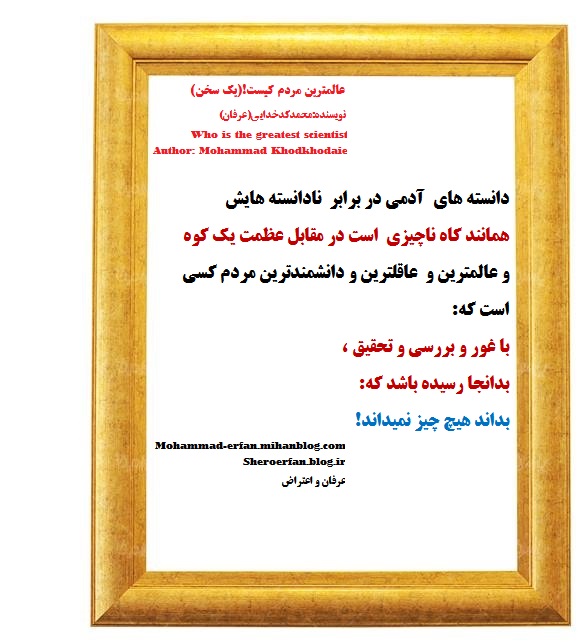 عالمترین مردم کیست!(یک سخن)
نویسنده:محمدکدخدایی(عرفان)
Who is the greatest scientist
Author: Mohammad Khodkhodaie
دانسته های آدمی در برابر نادانسته هایش
همانند کاه ناچیزی است در مقابل عظمت یک کوه
و عالمترین و عاقلترین و دانشمندترین مردم کسی
است که:
با غور و بررسی و تحقیق ،
بدانجا رسیده باشد که:
بداند هیچ چیز نمیداند!
Mohammad-erfan.mihanblog.com
Sheroerfan.blog.ir
عرفان و اعتراض